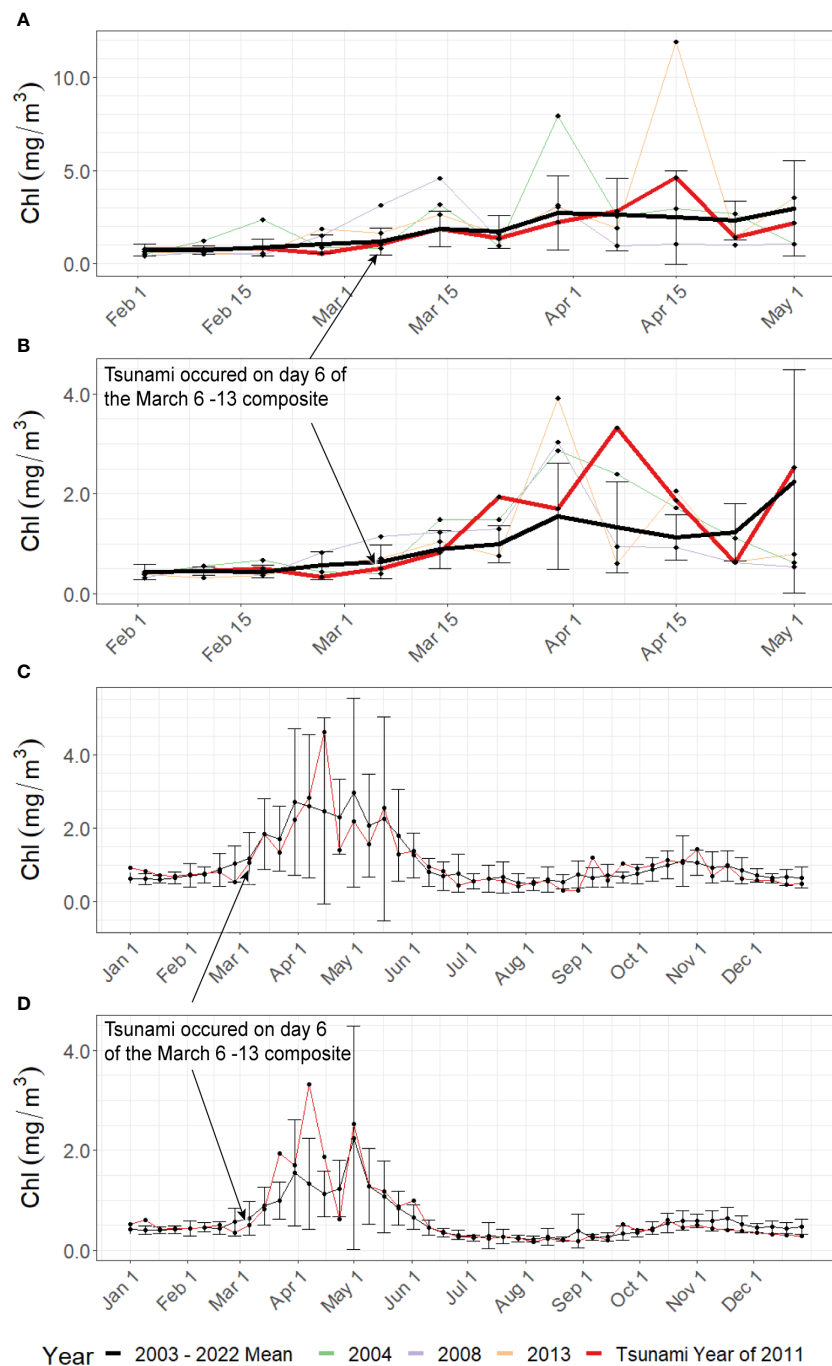 A
Chl (mg/m³)
10.0
5.0
0.0
Feb 1
Feb 15
Mar 1
Mar 15
Apr 1
Apr 15
May 1
B
Tsunami occured on day 6 of
the March 6 -13 composite
Chl (mg/m³)
4.0
2.0
0.0
Feb 1
Feb 15
Mar 1
Mar 15
Apr 1
Apr 15
May 1
C
Chl (mg/m³)
4.0
2.0
0.0
Jan 1
Feb 1
Mar 1
Apr 1
May 1
Jun 1
Jul 1
Aug 1
Sep 1
Oct 1
Nov 1
Dec 1
D
Tsunami occured on day 6
of the March 6 -13 composite
Chl (mg/m³)
4.0
2.0
0.0
Jan 1
Feb 1
Mar 1
Apr 1
May 1
Jun 1
Jul 1
Aug 1
Sep 1
Oct 1
Nov 1
Dec 1
Year 2003 - 2022 Mean 2004 2008 2013 Tsunami Year of 2011